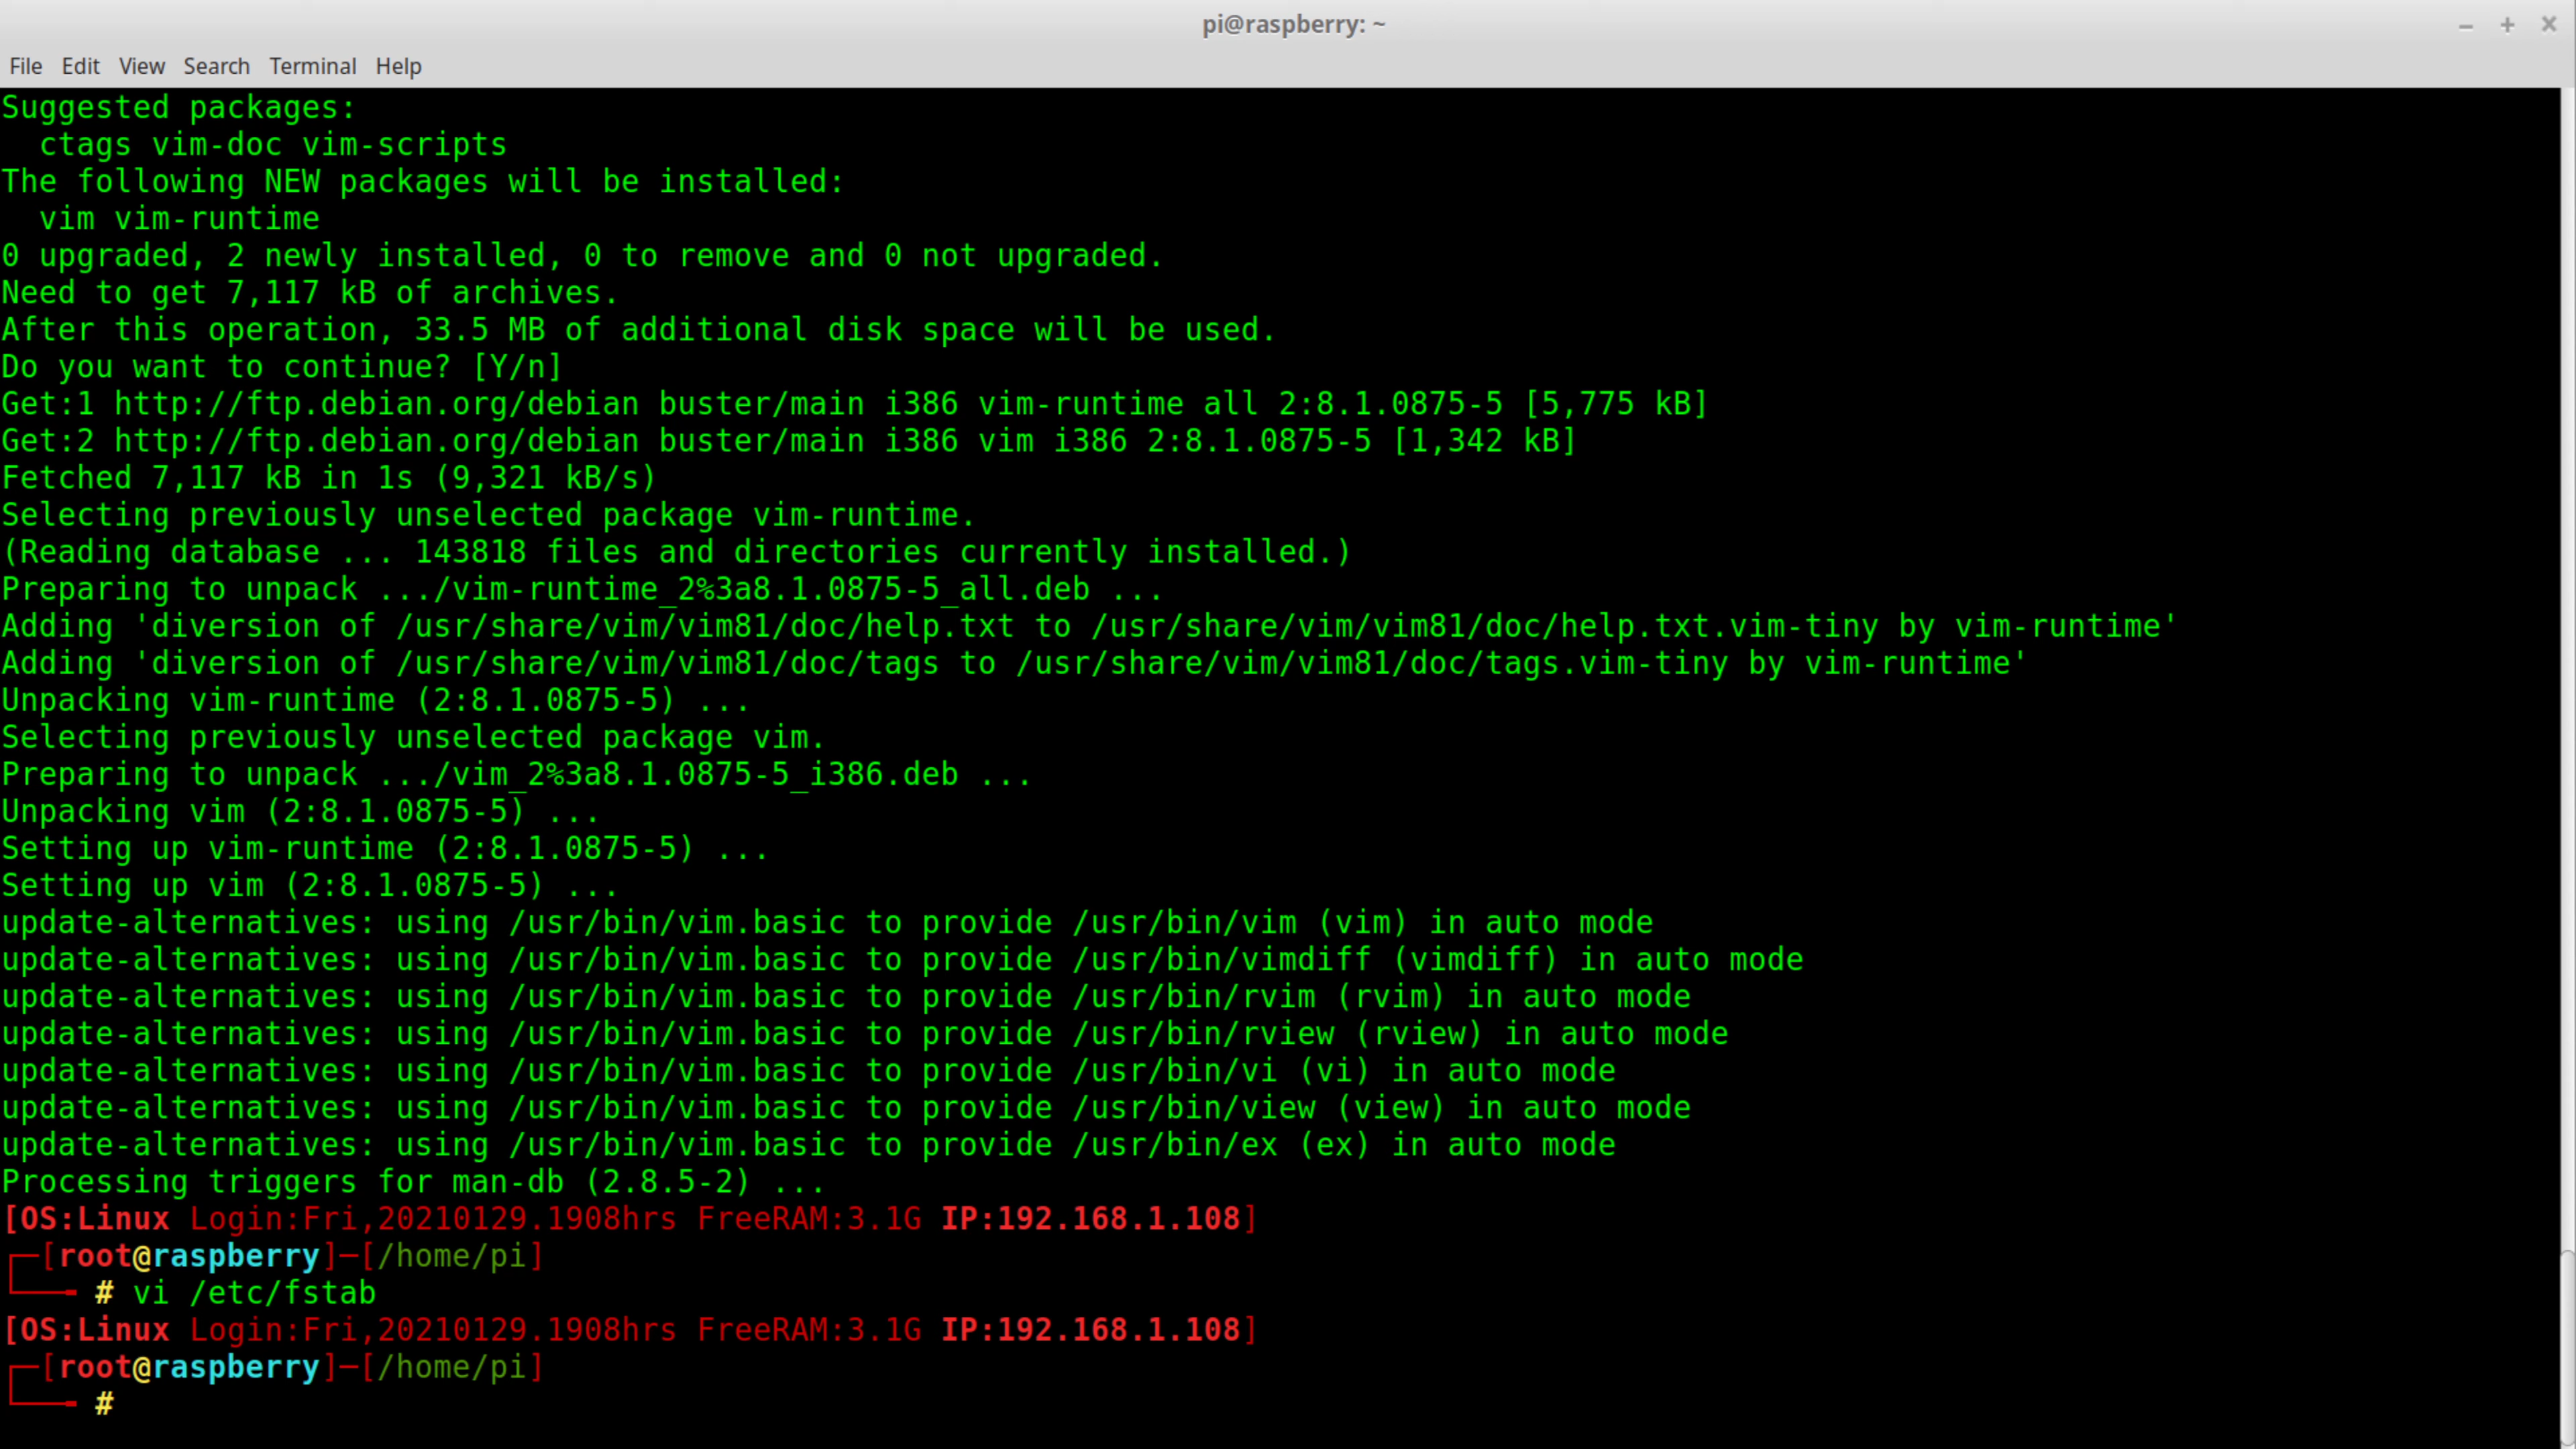 pi@raspberry: ~
File Edit View Search Terminal Help
Suggested packages:
  ctags vim-doc vim-scripts
The following NEW packages will be installed:
  vim vim-runtime
0 upgraded, 2 newly installed, 0 to remove and 0 not upgraded.
Need to get 7,117 kB of archives.
After this operation, 33.5 MB of additional disk space will be used.
Do you want to continue? [Y/n]
Get:1 http://ftp.debian.org/debian buster/main i386 vim-runtime all 2:8.1.0875-5 [5,775 kB]
Get:2 http://ftp.debian.org/debian buster/main i386 vim i386 2:8.1.0875-5 [1,342 kB]
Fetched 7,117 kB in 1s (9,321 kB/s)
Selecting previously unselected package vim-runtime.
(Reading database ... 143818 files and directories currently installed.)
Preparing to unpack .../vim-runtime_2%3a8.1.0875-5_all.deb ...
Adding 'diversion of /usr/share/vim/vim81/doc/help.txt to /usr/share/vim/vim81/doc/help.txt.vim-tiny by vim-runtime'
Adding 'diversion of /usr/share/vim/vim81/doc/tags to /usr/share/vim/vim81/doc/tags.vim-tiny by vim-runtime'
Unpacking vim-runtime (2:8.1.0875-5) ...
Selecting previously unselected package vim.
Preparing to unpack .../vim_2%3a8.1.0875-5_i386.deb ...
Unpacking vim (2:8.1.0875-5) ...
Setting up vim-runtime (2:8.1.0875-5) ...
Setting up vim (2:8.1.0875-5) ...
update-alternatives: using /usr/bin/vim.basic to provide /usr/bin/vim (vim) in auto mode
update-alternatives: using /usr/bin/vim.basic to provide /usr/bin/vimdiff (vimdiff) in auto mode
update-alternatives: using /usr/bin/vim.basic to provide /usr/bin/rvim (rvim) in auto mode
update-alternatives: using /usr/bin/vim.basic to provide /usr/bin/rview (rview) in auto mode
update-alternatives: using /usr/bin/vim.basic to provide /usr/bin/vi (vi) in auto mode
update-alternatives: using /usr/bin/vim.basic to provide /usr/bin/view (view) in auto mode
update-alternatives: using /usr/bin/vim.basic to provide /usr/bin/ex (ex) in auto mode
Processing triggers for man-db (2.8.5-2) ...
[OS:Linux Login:Fri,20210129.1908hrs FreeRAM:3.1G IP:192.168.1.108]
┌─[root@raspberry]─[/home/pi]
└──╼ # vi /etc/fstab
[OS:Linux Login:Fri,20210129.1908hrs FreeRAM:3.1G IP:192.168.1.108]
┌─[root@raspberry]─[/home/pi]
└──╼ #